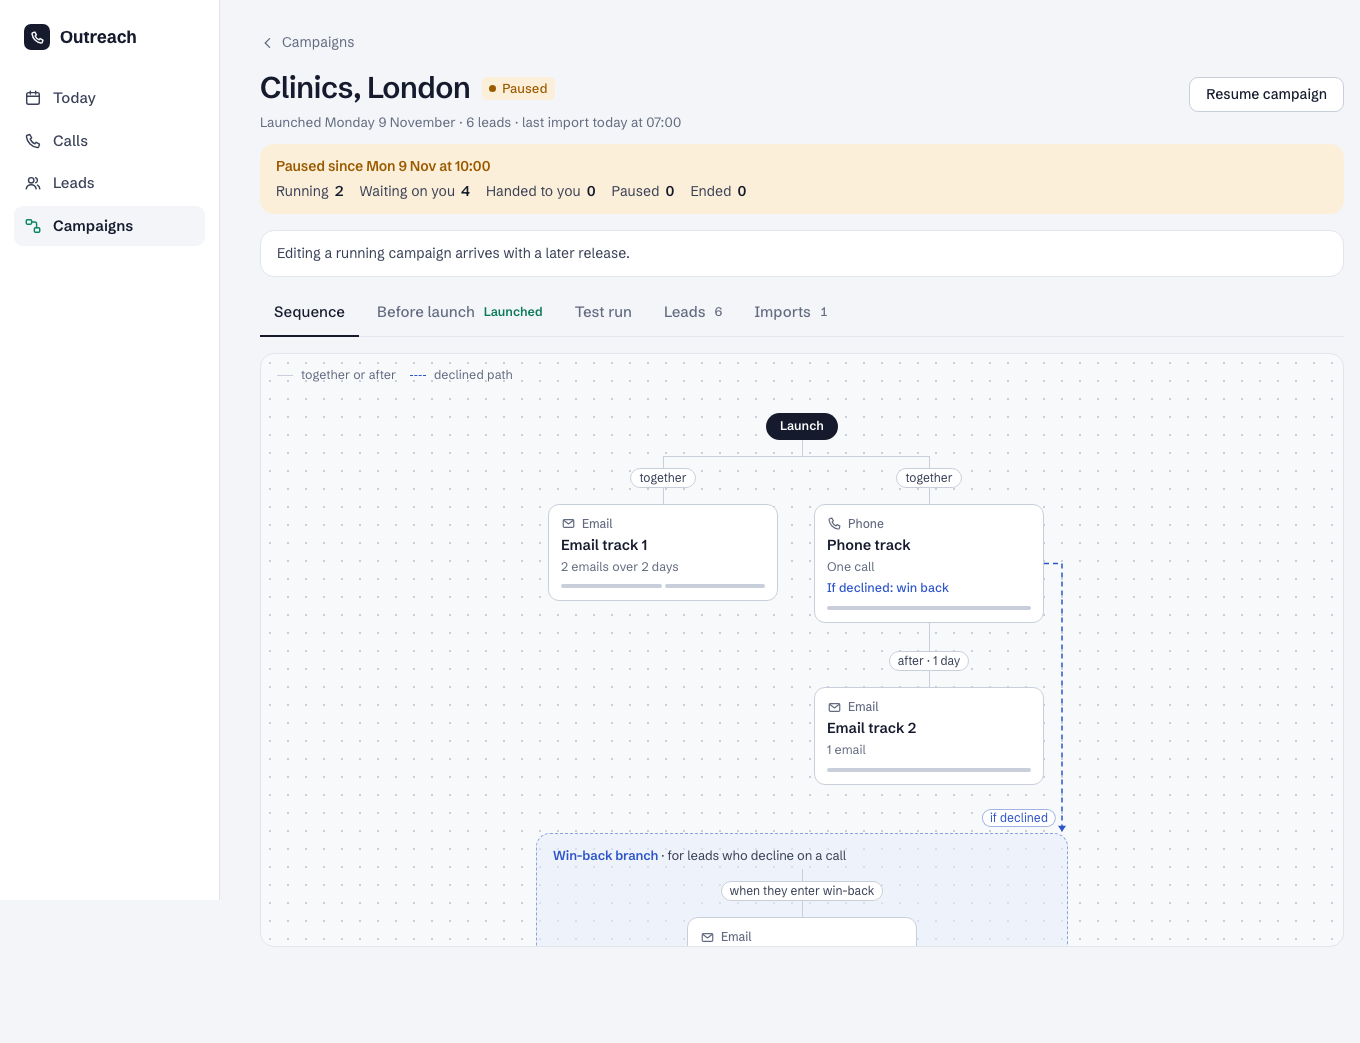 Outreach
Today
Calls
Leads
Campaigns
Campaigns
Clinics, London
Paused
Resume campaign
Launched Monday 9 November · 6 leads · last import today at 07:00
Paused since Mon 9 Nov at 10:00
Running 2 Waiting on you 4 Handed to you 0 Paused 0 Ended 0
Editing a running campaign arrives with a later release.
Sequence Before launch Launched Test run Leads 6 Imports 1
together or after declined path
Launch
together together
Email
Email track 1
2 emails over 2 days
Phone
Phone track
One call
If declined: win back
after · 1 day
Email
Email track 2
1 email
if declined
Win-back branch · for leads who decline on a call
when they enter win-back
Email